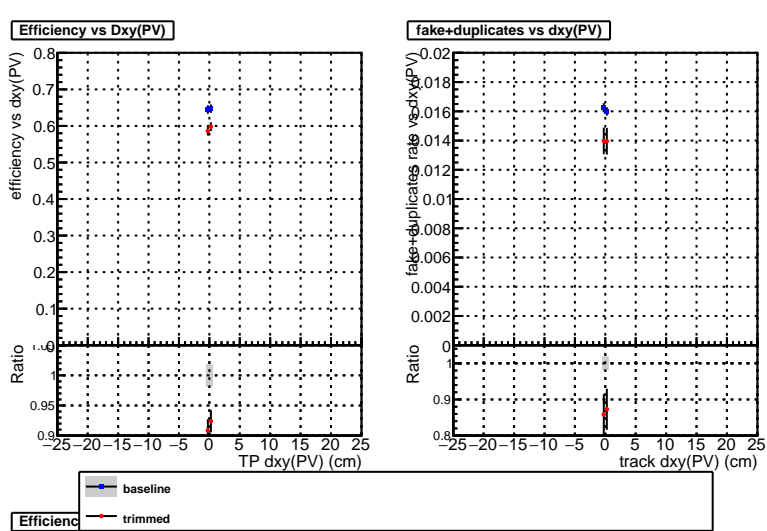 Efficiency vs Dxy(PV)
0.8
0.7
0.6
0.5
0.4
0.3
0.2
0.1
0
efficiency vs dxy(PV)
1
0.95
0.9
Ratio
−25 −20 −15 −10 −5 0 5 10 15 20 25
TP dxy(PV) (cm)
fake+duplicates vs dxy(PV)
0.02
0.018
0.016
0.014
0.012
0.01
0.008
0.006
0.004
0.002
0
fake+duplicates rate vs dxy(PV)
1
0.9
0.8
Ratio
−25 −20 −15 −10 −5 0 5 10 15 20 25
track dxy(PV) (cm)
baseline
trimmed
Efficienc